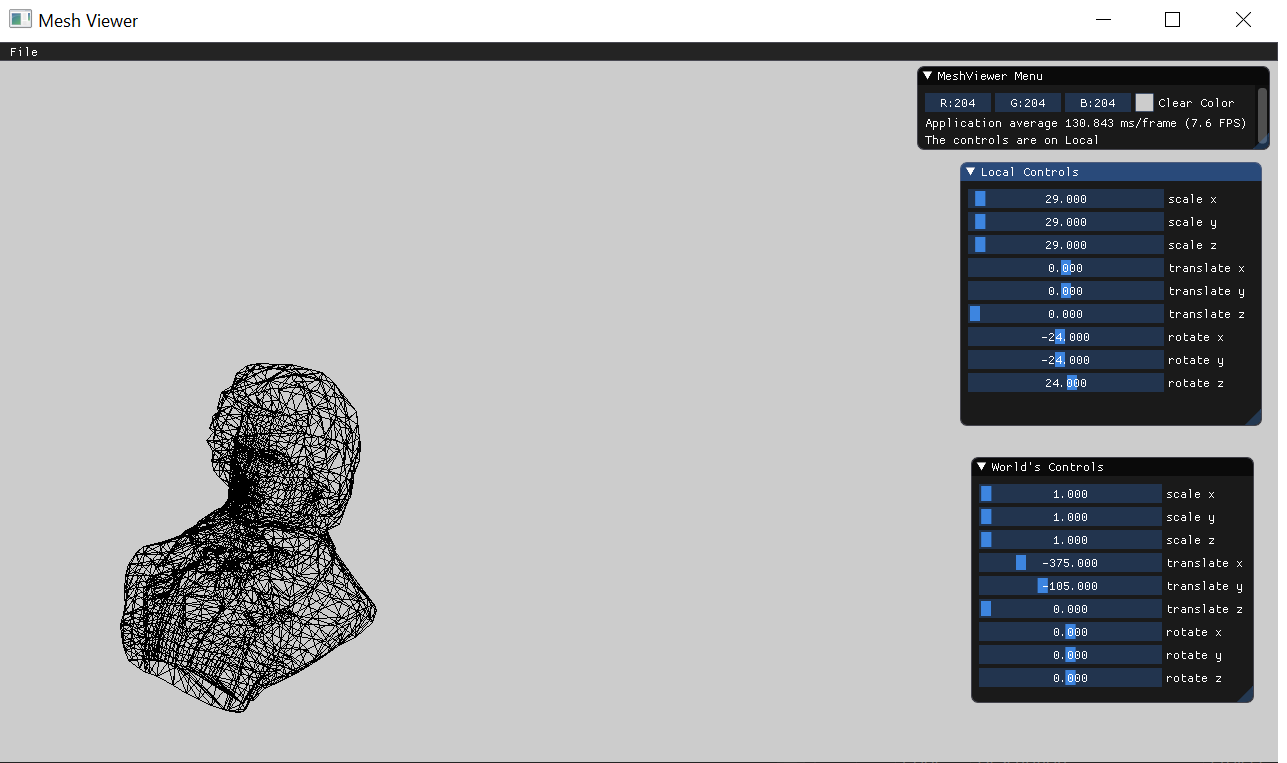 Mesh Viewer
File
MeshViewer Menu
R:204 G:204 B:204 Clear Color
Application average 130.843 ms/frame (7.6 FPS)
The controls are on Local
Local Controls
29.000 scale x
29.000 scale y
29.000 scale z
0.000 translate x
0.000 translate y
0.000 translate z
-24.000 rotate x
-24.000 rotate y
24.000 rotate z
World's Controls
1.000 scale x
1.000 scale y
1.000 scale z
-375.000 translate x
-105.000 translate y
0.000 translate z
0.000 rotate x
0.000 rotate y
0.000 rotate z